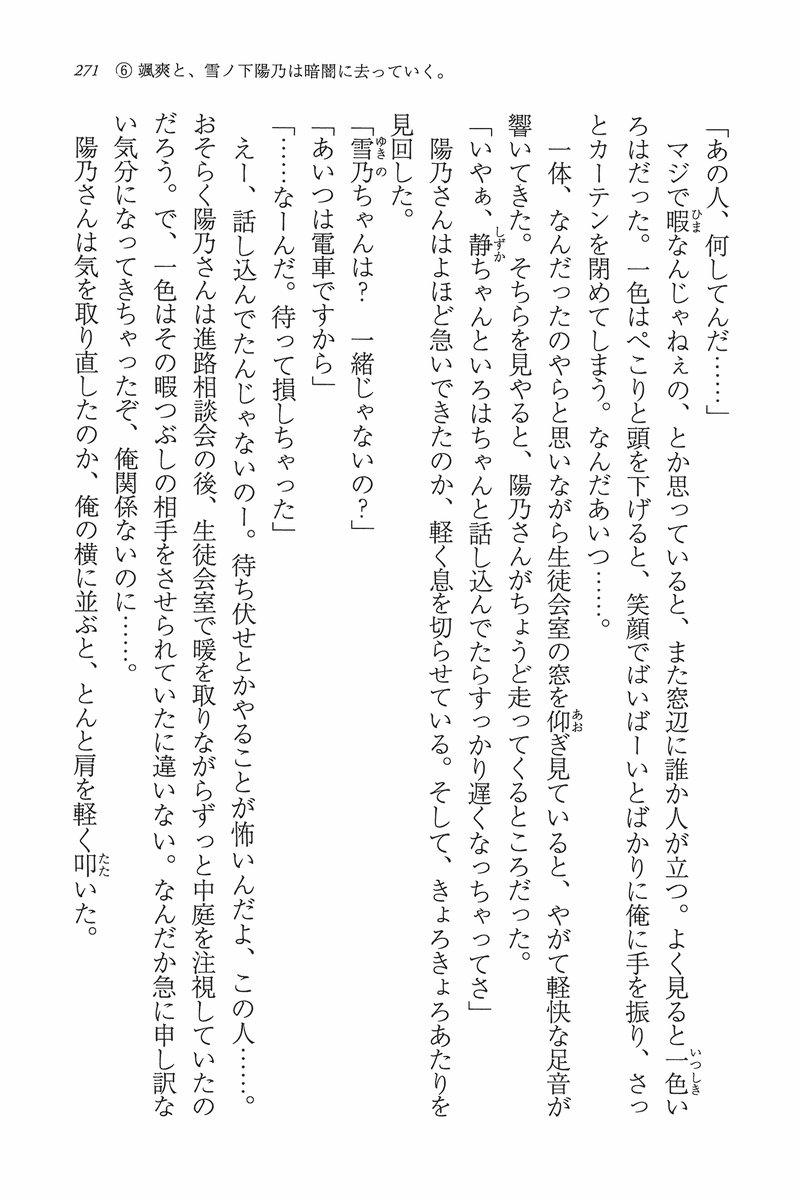 271 ⑥ 颯爽と、雪ノ下陽乃は暗闇に去っていく。
「あの人、何してんだ……」
　マジで暇なんじゃねぇの、とか思っていると、また窓辺に誰か人が立つ。よく見ると一色い
ろはだった。一色はぺこりと頭を下げると、笑顔でばいばーいとばかりに俺に手を振り、さっ
とカーテンを閉めてしまう。なんだあいつ……。
　一体、なんだったのやらと思いながら生徒会室の窓を仰ぎ見ていると、やがて軽快な足音が
響いてきた。そちらを見やると、陽乃さんがちょうど走ってくるところだった。
「いやぁ、静ちゃんといろはちゃんと話し込んでたらすっかり遅くなっちゃってさ」
　陽乃さんはよほど急いできたのか、軽く息を切らせている。そして、きょろきょろあたりを
見回した。
「雪乃ちゃんは？　一緒じゃないの？」
「あいつは電車ですから」
「……なーんだ。待って損しちゃった」
　えー、話し込んでたんじゃないのー。待ち伏せとかやることが怖いんだよ、この人……。
おそらく陽乃さんは進路相談会の後、生徒会室で暖を取りながらずっと中庭を注視していたの
だろう。で、一色はその暇つぶしの相手をさせられていたに違いない。なんだか急に申し訳な
い気分になってきちゃったぞ、俺関係ないのに……。
　陽乃さんは気を取り直したのか、俺の横に並ぶと、とんと肩を軽く叩いた。